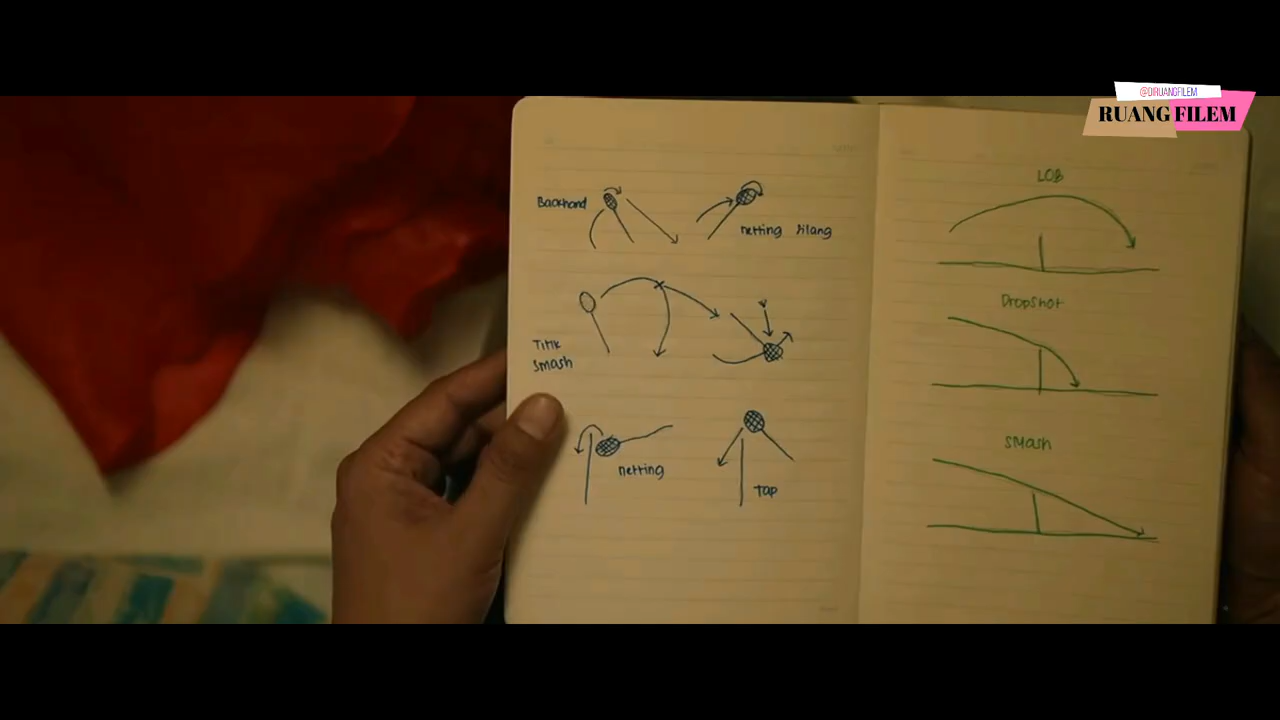 @DIRUANGFILEM
RUANG FILEM
Backhand
netting silang
Titik
Smash
netting
Tap
LOB
Dropshot
Smash